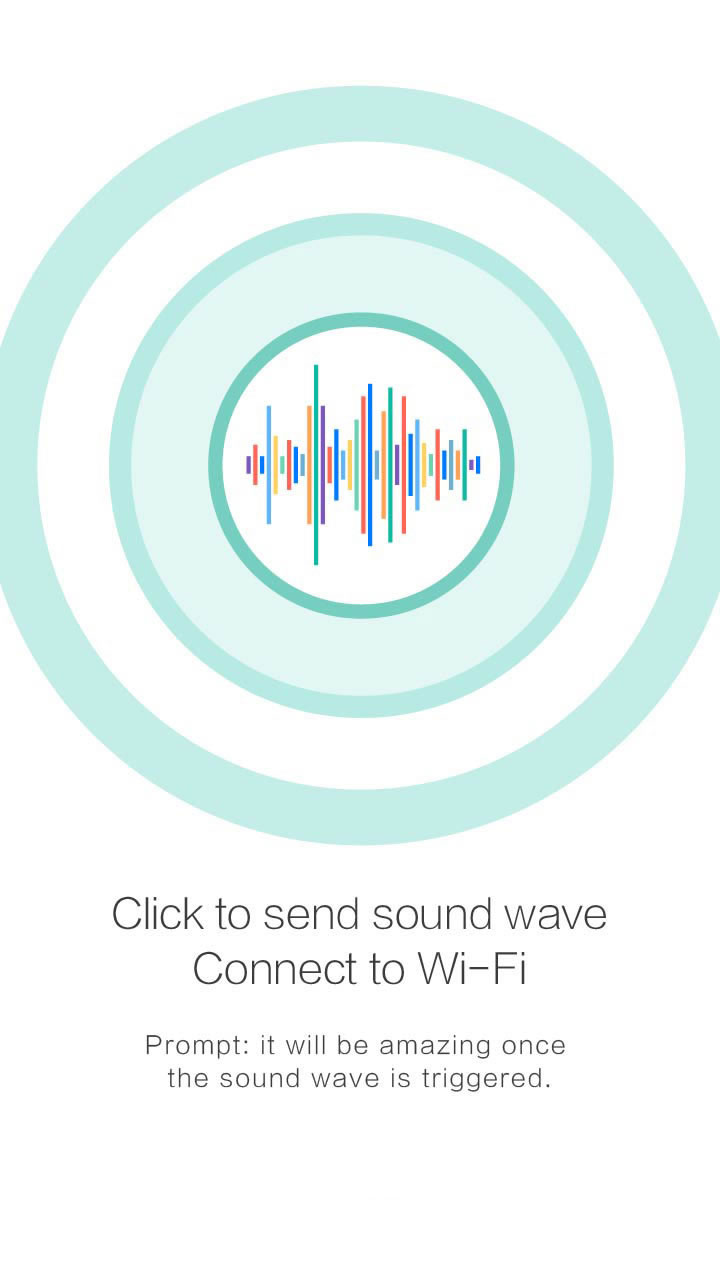 Click to send sound wave
Connect to Wi-Fi
Prompt: it will be amazing once
the sound wave is triggered.